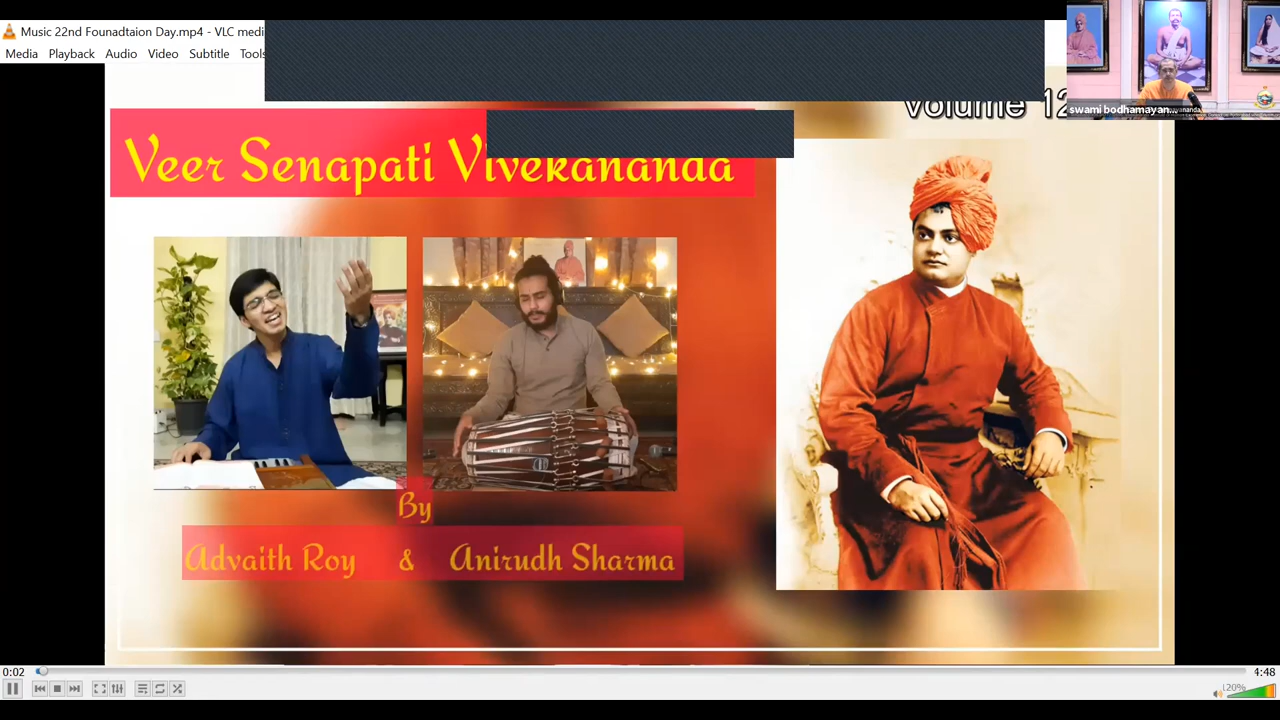 Music 22nd Founadtaion Day.mp4 - VLC medi
Media Playback Audio Video Subtitle Tools
swami bodhamayan...
Volume 12
Veer Senapati Vivekananda
By
Advaith Roy & Anirudh Sharma
0:02
4:48
120%